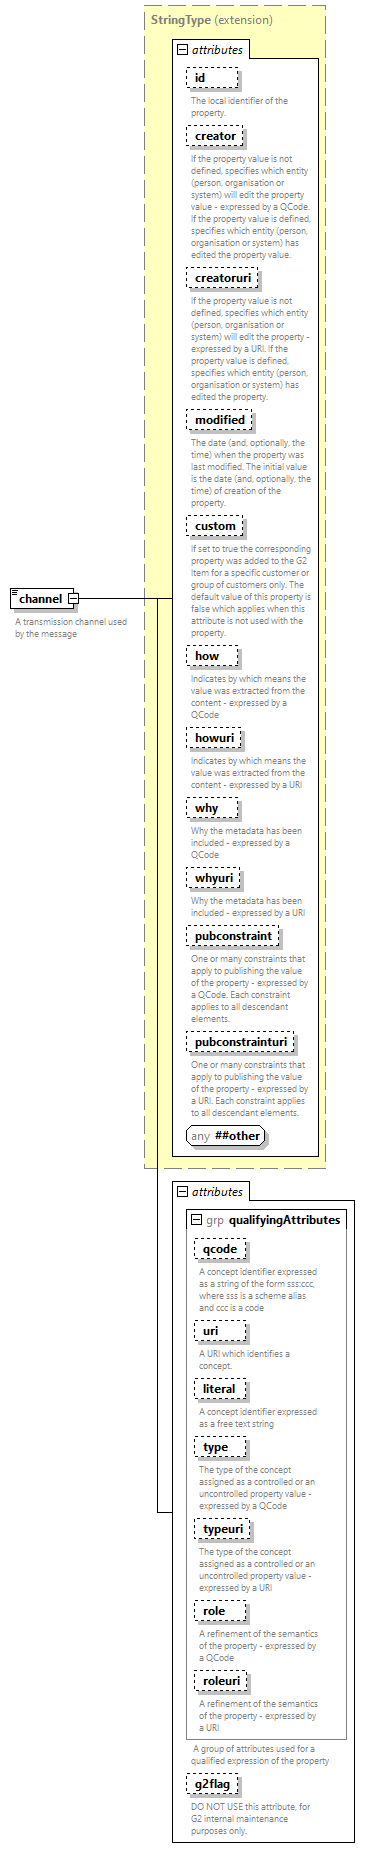 StringType (extension)
attributes
id
The local identifier of the
property.
creator
If the property value is not
defined, specifies which entity
(person, organisation or
system) will edit the property
value - expressed by a QCode.
If the property value is defined,
specifies which entity (person,
organisation or system) has
edited the property value.
creatoruri
If the property value is not
defined, specifies which entity
(person, organisation or
system) will edit the property -
expressed by a URI. If the
property value is defined,
specifies which entity (person,
organisation or system) has
edited the property.
modified
The date (and, optionally, the
time) when the property was
last modified. The initial value
is the date (and, optionally, the
time) of creation of the
property.
custom
If set to true the corresponding
property was added to the G2
Item for a specific customer or
group of customers only. The
default value of this property is
false which applies when this
attribute is not used with the
property.
channel
A transmission channel used
by the message
how
Indicates by which means the
value was extracted from the
content - expressed by a
QCode
howuri
Indicates by which means the
value was extracted from the
content - expressed by a URI
why
Why the metadata has been
included - expressed by a
QCode
whyuri
Why the metadata has been
included - expressed by a URI
pubconstraint
One or many constraints that
apply to publishing the value
of the property - expressed by
a QCode. Each constraint
applies to all descendant
elements.
pubconstrainturi
One or many constraints that
apply to publishing the value
of the property - expressed by
a URI. Each constraint applies
to all descendant elements.
any ##other
attributes
grp qualifyingAttributes
qcode
A concept identifier expressed
as a string of the form sss:ccc,
where sss is a scheme alias
and ccc is a code
uri
A URI which identifies a
concept.
literal
A concept identifier expressed
as a free text string
type
The type of the concept
assigned as a controlled or an
uncontrolled property value -
expressed by a QCode
typeuri
The type of the concept
assigned as a controlled or an
uncontrolled property value -
expressed by a URI
role
A refinement of the semantics
of the property - expressed by
a QCode
roleuri
A refinement of the semantics
of the property - expressed by
a URI
A group of attributes used for a
qualified expression of the property
g2flag
DO NOT USE this attribute, for
G2 internal maintenance
purposes only.